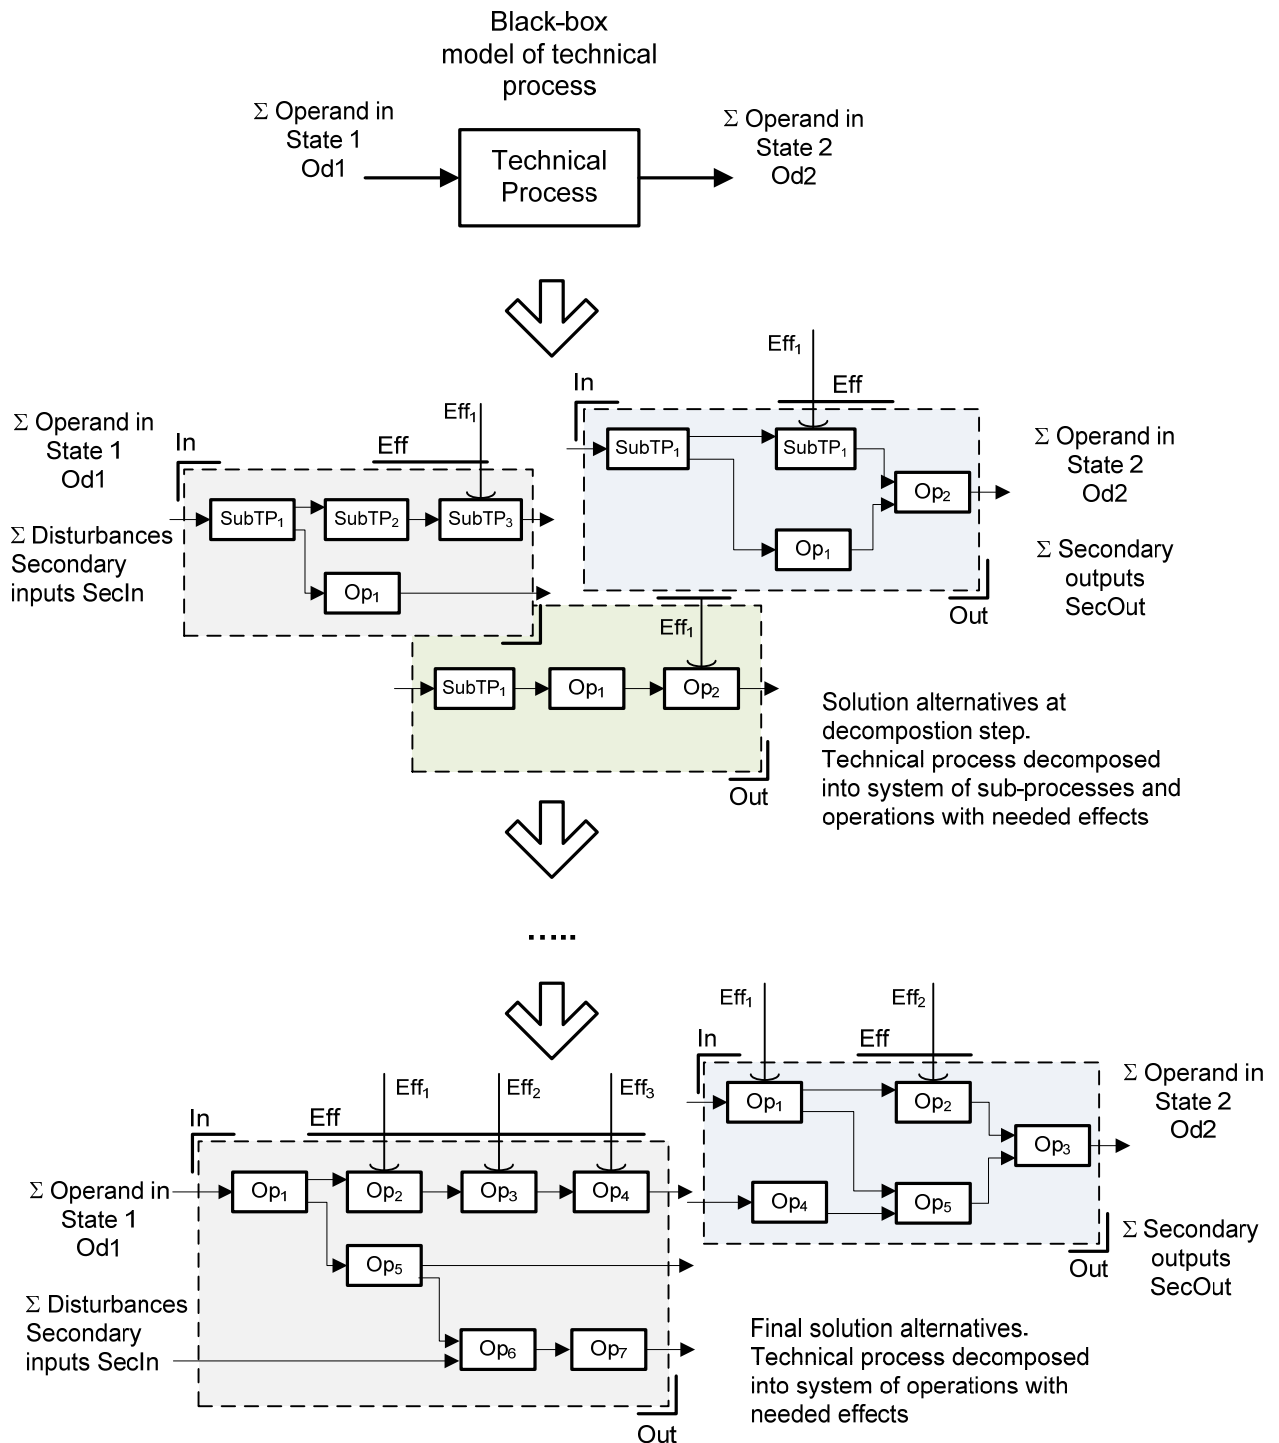 Black-box
model of technical
process
Σ Operand in
State 1
Od1
Technical
Process
Σ Operand in
State 2
Od2
Eff₁
In
Eff
Σ Operand in
State 1
Od1
In
Eff
Eff₁
SubTP₁
SubTP₁
Op₂
Op₁
Σ Operand in
State 2
Od2
Σ Disturbances
Secondary
inputs SecIn
SubTP₁
SubTP₂
SubTP₃
Op₁
Σ Secondary
outputs
SecOut
Out
Eff₁
SubTP₁
Op₁
Op₂
Out
Solution alternatives at
decompostion step.
Technical process decomposed
into system of sub-processes and
operations with needed effects
.....
Eff₁
Eff₂
In
Eff
Op₁
Op₂
Op₃
Op₄
Op₅
Out
Σ Operand in
State 2
Od2
Σ Secondary
outputs
SecOut
In
Eff
Eff₁
Eff₂
Eff₃
Σ Operand in
State 1
Od1
Op₁
Op₂
Op₃
Op₄
Op₅
Σ Disturbances
Secondary
inputs SecIn
Op₆
Op₇
Out
Final solution alternatives.
Technical process decomposed
into system of operations with
needed effects